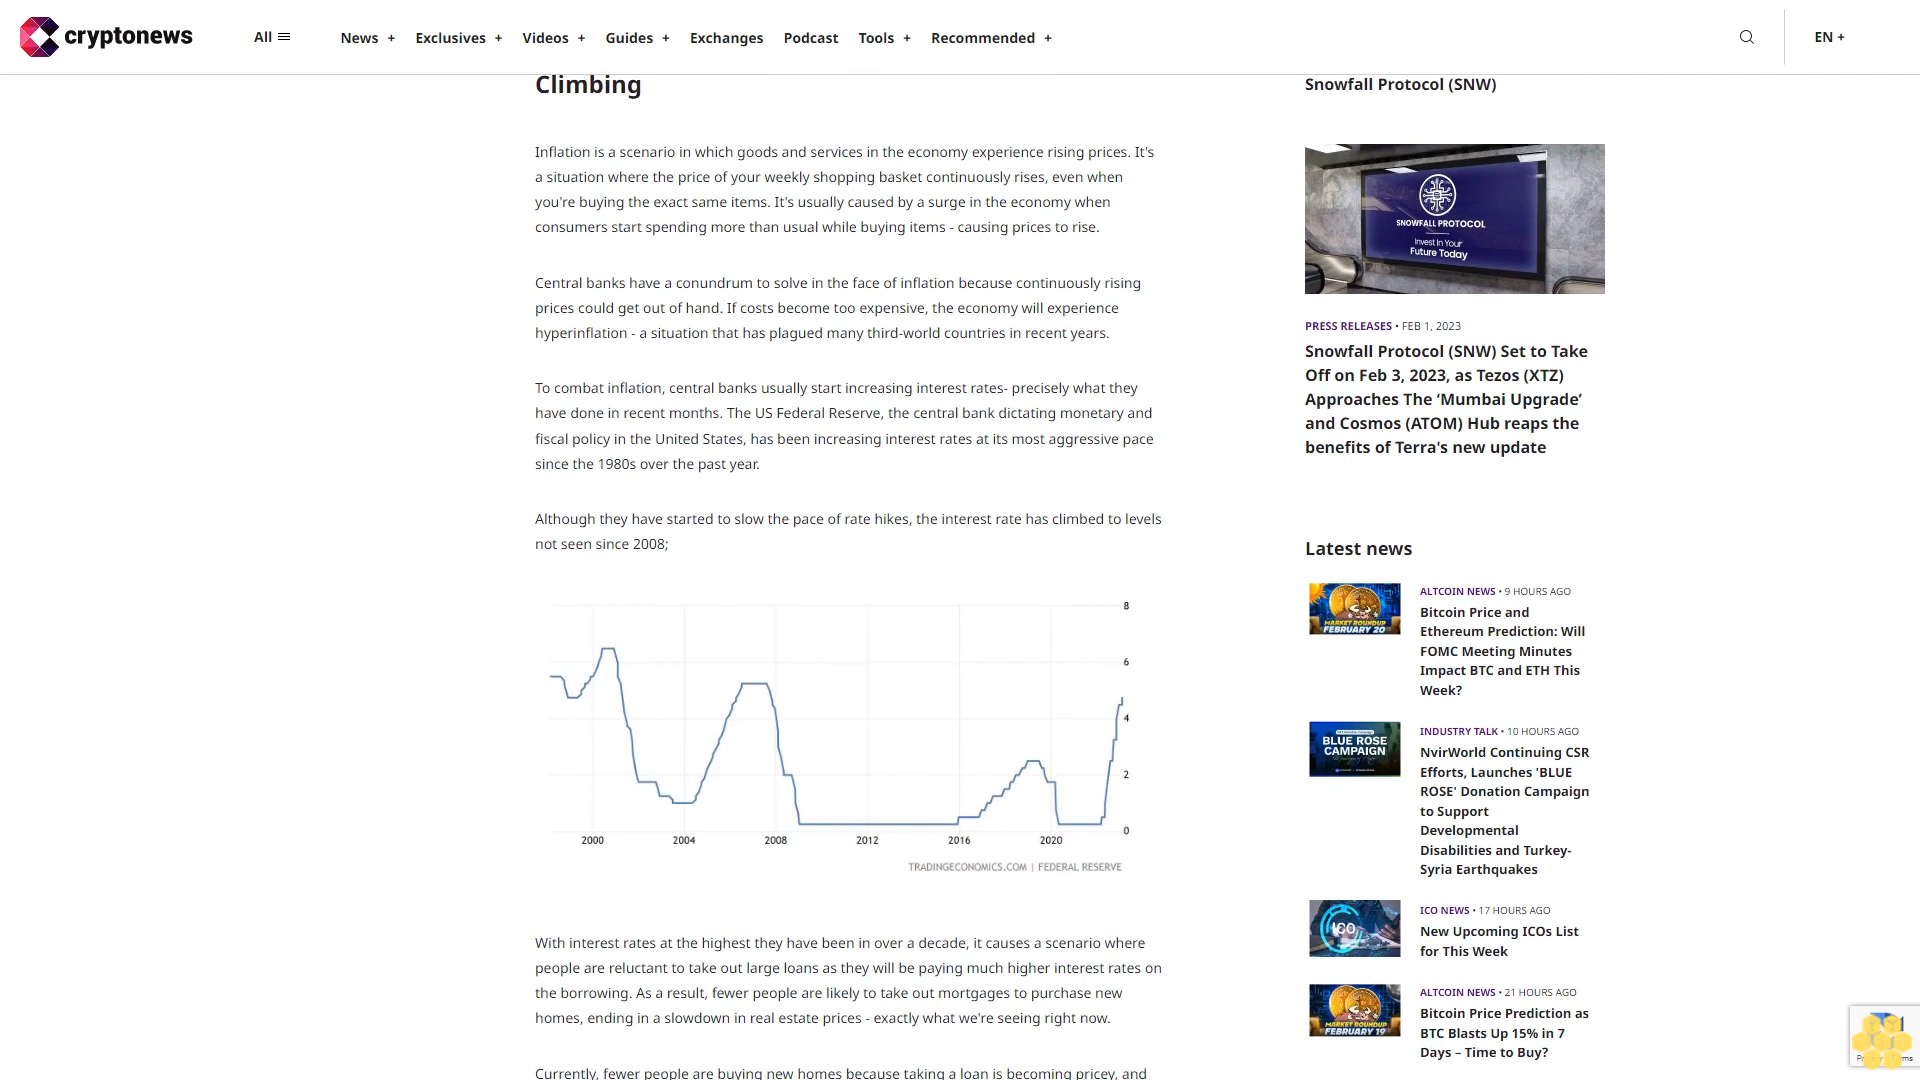 cryptonews
All
News +
Exclusives +
Videos +
Guides +
Exchanges
Podcast
Tools +
Recommended +
EN +
Climbing
Inflation is a scenario in which goods and services in the economy experience rising prices. It's
a situation where the price of your weekly shopping basket continuously rises, even when
you're buying the exact same items. It's usually caused by a surge in the economy when
consumers start spending more than usual while buying items - causing prices to rise.
Central banks have a conundrum to solve in the face of inflation because continuously rising
prices could get out of hand. If costs become too expensive, the economy will experience
hyperinflation - a situation that has plagued many third-world countries in recent years.
To combat inflation, central banks usually start increasing interest rates- precisely what they
have done in recent months. The US Federal Reserve, the central bank dictating monetary and
fiscal policy in the United States, has been increasing interest rates at its most aggressive pace
since the 1980s over the past year.
Although they have started to slow the pace of rate hikes, the interest rate has climbed to levels
not seen since 2008;
8
6
4
2
0
2000 2004 2008 2012 2016 2020
TRADINGECONOMICS.COM | FEDERAL RESERVE
With interest rates at the highest they have been in over a decade, it causes a scenario where
people are reluctant to take out large loans as they will be paying much higher interest rates on
the borrowing. As a result, fewer people are likely to take out mortgages to purchase new
homes, ending in a slowdown in real estate prices - exactly what we're seeing right now.
Currently, fewer people are buying new homes because taking a loan is becoming pricey, and
Snowfall Protocol (SNW)
SNOWFALL PROTOCOL
Invest In Your
Future Today
PRESS RELEASES • FEB 1, 2023
Snowfall Protocol (SNW) Set to Take
Off on Feb 3, 2023, as Tezos (XTZ)
Approaches The ‘Mumbai Upgrade’
and Cosmos (ATOM) Hub reaps the
benefits of Terra's new update
Latest news
MARKET ROUNDUP
FEBRUARY 20
ALTCOIN NEWS • 9 HOURS AGO
Bitcoin Price and
Ethereum Prediction: Will
FOMC Meeting Minutes
Impact BTC and ETH This
Week?
BLUE ROSE
CAMPAIGN
INDUSTRY TALK • 10 HOURS AGO
NvirWorld Continuing CSR
Efforts, Launches 'BLUE
ROSE' Donation Campaign
to Support
Developmental
Disabilities and Turkey-
Syria Earthquakes
ICO
ICO NEWS • 17 HOURS AGO
New Upcoming ICOs List
for This Week
MARKET ROUNDUP
FEBRUARY 19
ALTCOIN NEWS • 21 HOURS AGO
Bitcoin Price Prediction as
BTC Blasts Up 15% in 7
Days – Time to Buy?